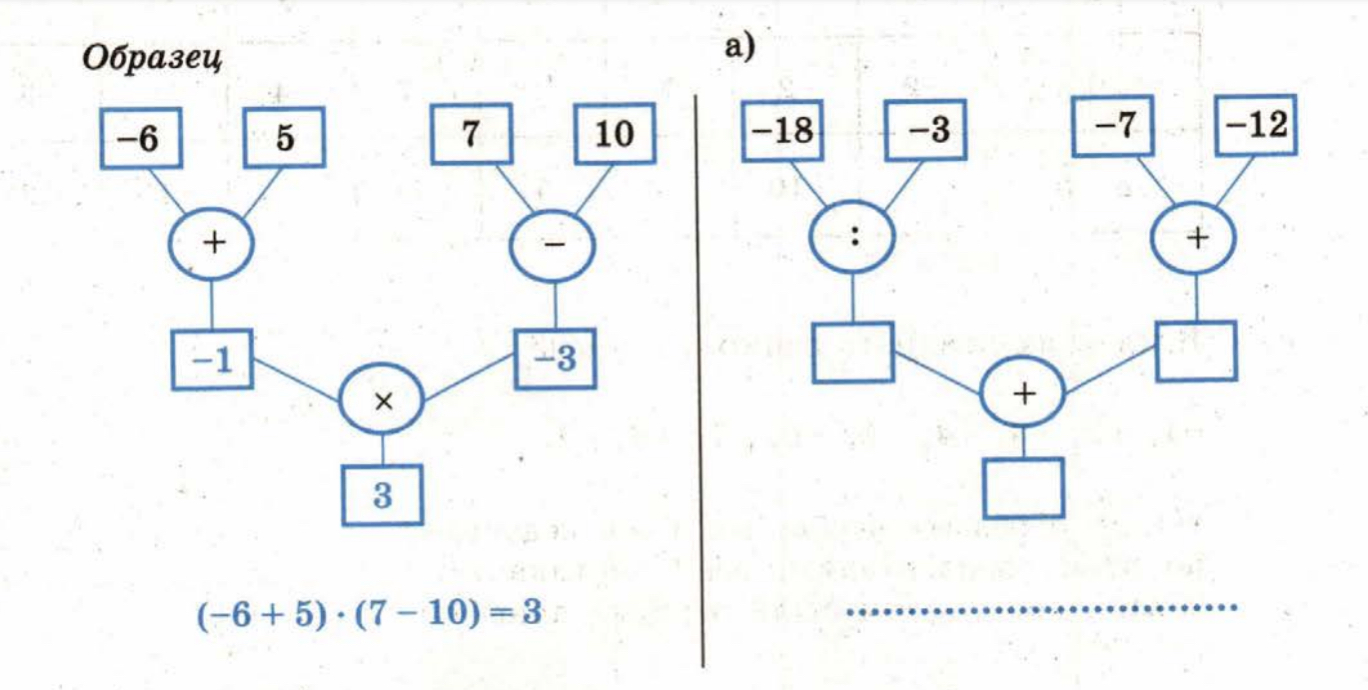 Образец
а)
-6 5 7 10 -18 -3 -7 -12
+ - : +
-1 -3
× +
3
(-6 + 5) · (7 - 10) = 3